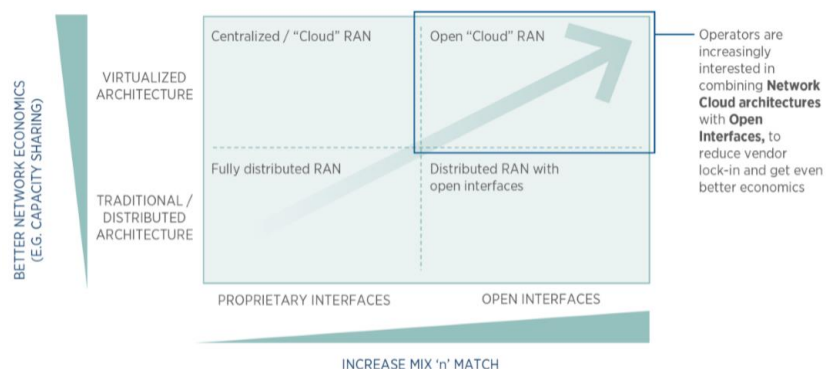 Centralized / “Cloud” RAN
Open “Cloud” RAN
Operators are
increasingly
interested in
combining Network
Cloud architectures
with Open
Interfaces, to
reduce vendor
lock-in and get even
better economics
BETTER NETWORK ECONOMICS
(E.G. CAPACITY SHARING)
VIRTUALIZED
ARCHITECTURE
Fully distributed RAN
Distributed RAN with
open interfaces
TRADITIONAL /
DISTRIBUTED
ARCHITECTURE
PROPRIETARY INTERFACES
OPEN INTERFACES
INCREASE MIX ‘n’ MATCH